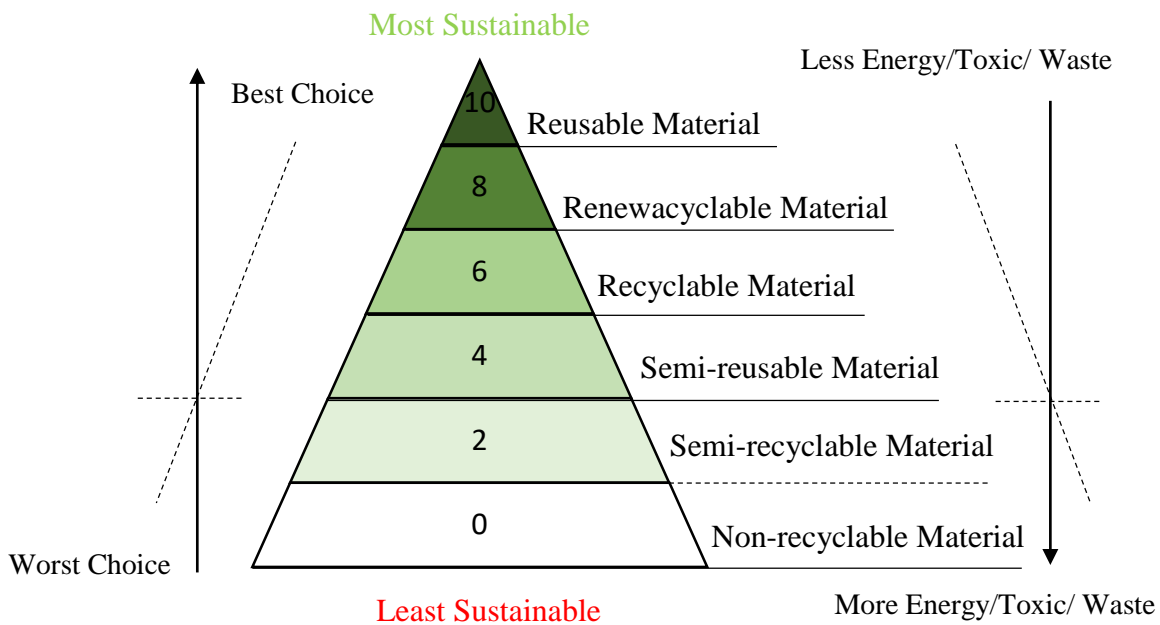 Most Sustainable
Less Energy/Toxic/ Waste
Best Choice
10
Reusable Material
8
Renewacyclable Material
6
Recyclable Material
4
Semi-reusable Material
2
Semi-recyclable Material
0
Non-recyclable Material
Worst Choice
Least Sustainable
More Energy/Toxic/ Waste